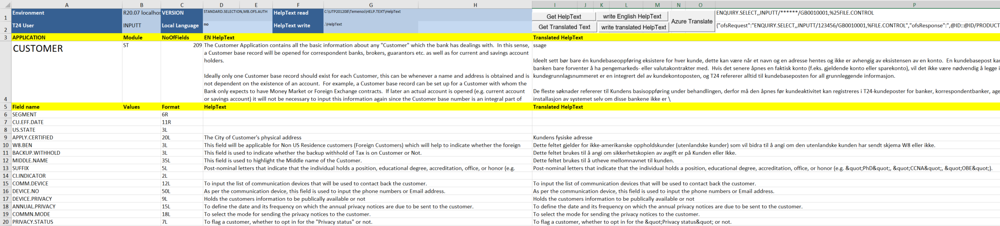 A B C D E F G H I J K L M N O P
1 Environment R20.07 localhos VERSION STANDARD.SELECTION,MB.OFS.AUTH HelpText read C:\UTP201208\Temenos\HELP.TEXT\HelpText Get HelpText write English HelpText Azure Translate ENQUIRY.SELECT,,INPUTT/******/GB0010001,%25FILE.CONTROL
2 T24 User INPUTT Local Language no HelpText write .\HelpText Get Translated Text write translated HelpText {"ofsRequest":"ENQUIRY.SELECT,,INPUTT/123456/GB0010001,%FILE.CONTROL","ofsResponse":",@ID::@ID/PRODUCT
3 APPLICATION Module NoOfFields EN HelpText Translated HelpText
CUSTOMER ST 209 The Customer Application contains all the basic information about any "Customer" which the bank has dealings with. In this sense, ssage
a Customer base record will be opened for correspondent banks, brokers, guarantors etc. as well as for current and savings account
holders. Ideelt sett bør bare én kundebaseoppføring eksistere for hver kunde, dette kan være når et navn og en adresse hentes og ikke er avhengig av eksistensen av en konto. En kundebasepost kan
banken bare forventer å ha pengemarkeds- eller valutakontrakter med. Hvis det senere åpnes en faktisk konto (f.eks. gjeldende konto eller sparekonto), vil det ikke være nødvendig å legge i
Ideally only one Customer base record should exist for each Customer, this can be whenever a name and address is obtained and is kundegrunnlagsnummeret er en integrert del av kundekontoposten, og T24 refererer alltid til kundebaseposten for all grunnleggende informasjon.
not dependent on the existence of an account. For example, a Customer base record can be set up for a Customer with whom the
Bank only expects to have Money Market or Foreign Exchange contracts. If later an actual account is opened (e.g. current account De fleste søknader refererer til Kundens basisoppføring under behandlingen, derfor må den åpnes før kundeaktivitet kan registreres i T24-kundeposter for banker, korrespondentbanker, age
4 or savings account) it will not be necessary to input this information again since the Customer base number is an integral part of installasjon av systemet selv om disse bankene ikke er \
5 Field name Values Format HelpText Translated HelpText
6 SEGMENT 6R
7 CU.EFF.DATE 11R
8 US.STATE 3L
9 APPLY.CERTIFIED 20L The City of Customer's physical address Kundens fysiske adresse
10 W8.BEN 3L This field will be applicable for Non US Residence customers (Foreign Customers) which will help to indicate whether the foreign Dette feltet gjelder for ikke-amerikanske oppholdskunder (utenlandske kunder) som vil bidra til å angi om den utenlandske kunden har sendt skjema W8 eller ikke.
11 BACKUP.WITHHOLD 3L This field is used to indicate whether the backup withhold of Tax is on Customer or Not. Dette feltet brukes til å angi om sikkerhetskopien av avgift er på Kunden eller Ikke.
12 MIDDLE.NAME 35L This field is used to highlight the Middle name of the Customer. Dette feltet brukes til å utheve mellomnavnet til kunden.
13 SUFFIX 5L Post-nominal letters that indicate that the individual holds a position, educational degree, accreditation, office, or honor (e.g. Post-nominal letters that indicate that the individual holds a position, educational degree, accreditation, office, or honor (e.g. &quot;PhD&quot;, &quot;CCNA&quot;, &quot;OBE&quot;).
14 CI.INDICATOR 2L
15 COMM.DEVICE 12L To input the list of communication devices that will be used to contact back the customer. To input the list of communication devices that will be used to contact back the customer.
16 DEVICE.NO 50L As per the communication device, this field is used to input the phone numbers or Email address. As per the communication device, this field is used to input the phone numbers or Email address.
17 DEVICE.PRIVACY 9L Holds the customers information to be publically available or not Holds the customers information to be publically available or not
18 ANNUAL.PRIVACY 15L To define the date and its frequency on which the annual privacy notices are due to be sent to the customer. To define the date and its frequency on which the annual privacy notices are due to be sent to the customer.
19 COMMN.MODE 18L To select the mode for sending the privacy notices to the customer. To select the mode for sending the privacy notices to the customer.
20 PRIVACY.STATUS 7L To flag a customer, whether to opt in for the "Privacy status" or not. To flag a customer, whether to opt in for the &quot;Privacy status&quot; or not.